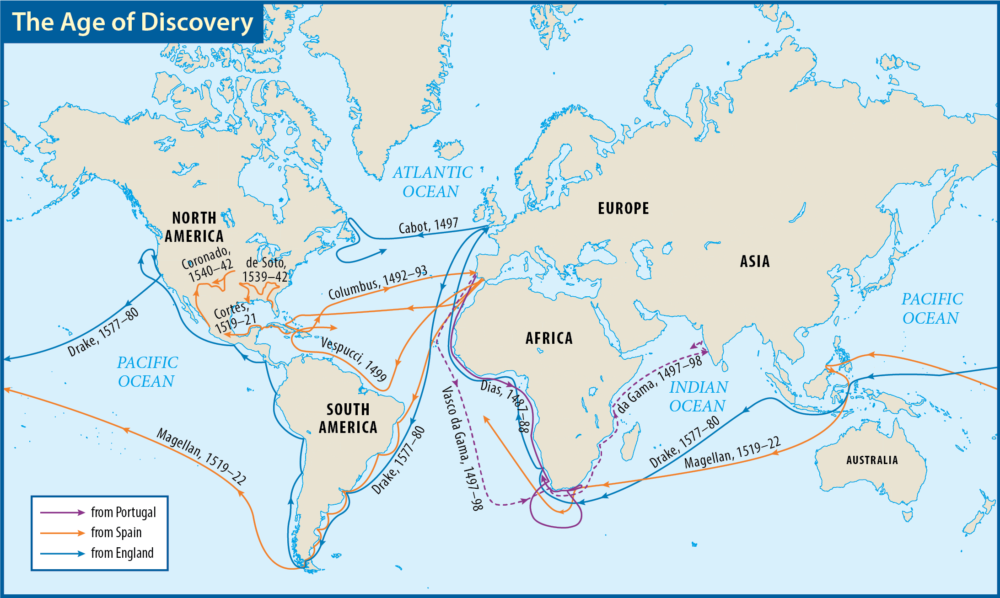 The Age of Discovery
ATLANTIC
OCEAN
NORTH
AMERICA
EUROPE
ASIA
Cabot, 1497
Coronado,
1540–42
de Soto,
1539–42
Columbus, 1492–93
Cortés,
1519–21
Drake, 1577–80
Vespucci, 1499
PACIFIC
OCEAN
PACIFIC
OCEAN
AFRICA
SOUTH
AMERICA
Dias, 1487–88
da Gama, 1497–98
INDIAN
OCEAN
Vasco da Gama, 1497–98
Drake, 1577–80
Drake, 1577–80
Magellan, 1519–22
Magellan, 1519–22
AUSTRALIA
from Portugal
from Spain
from England